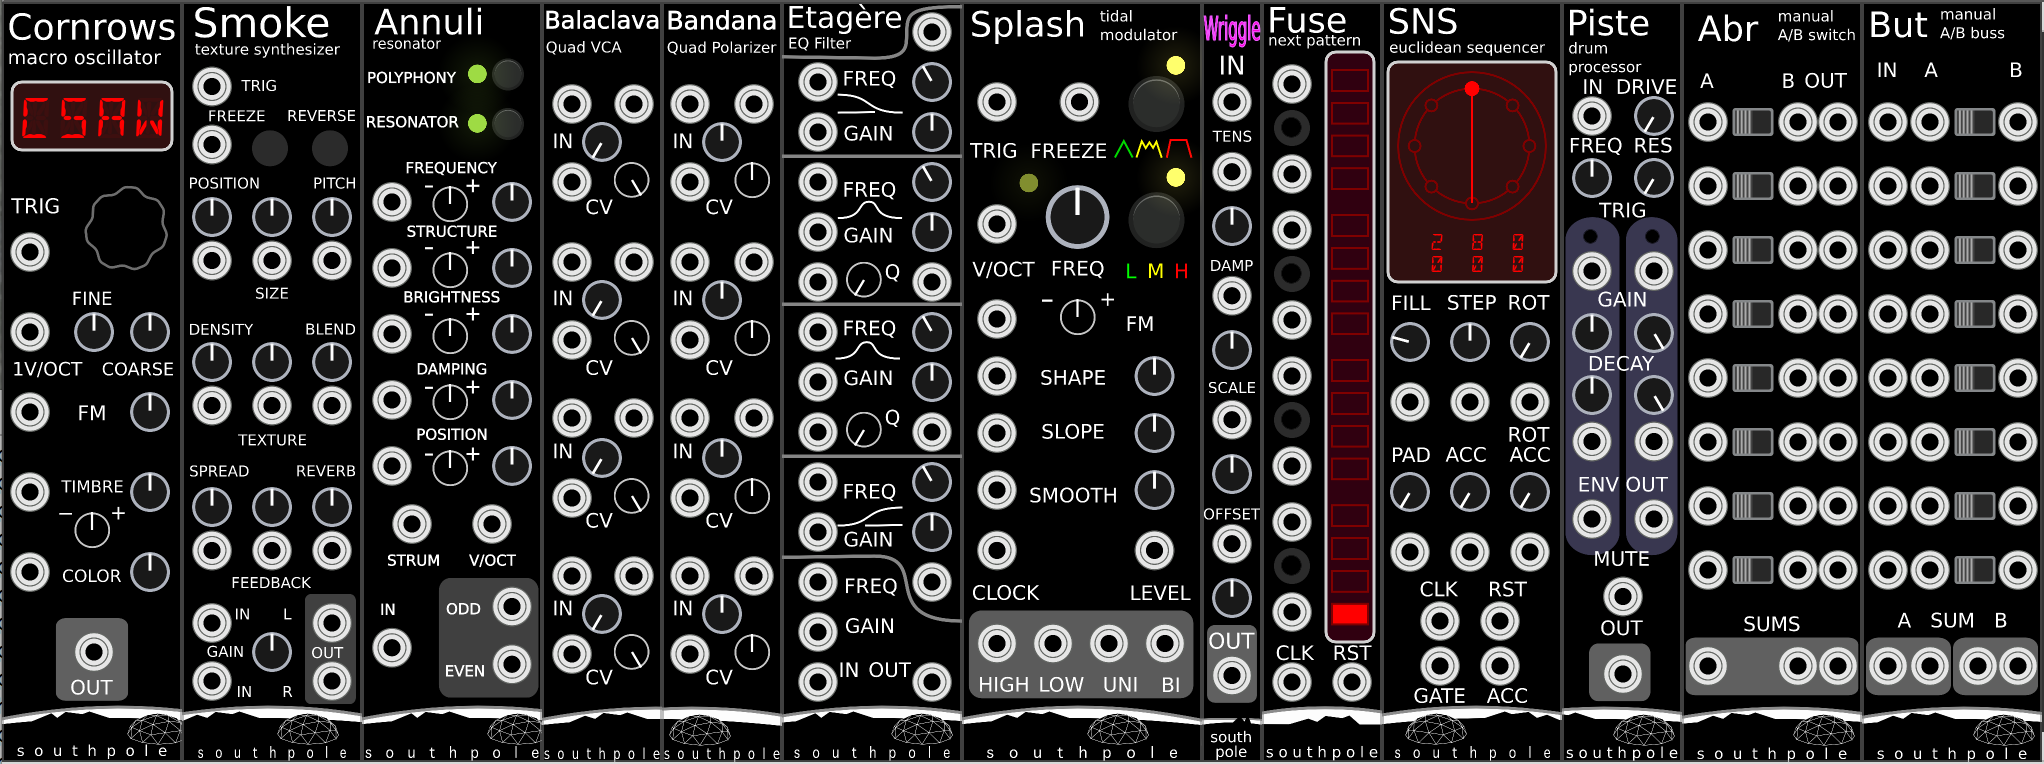 Cornrows
macro oscillator
CSAW
TRIG
FINE
1V/OCT COARSE
FM
TIMBRE
− +
COLOR
OUT
southpole
Smoke
texture synthesizer
TRIG
FREEZE REVERSE
POSITION PITCH
SIZE
DENSITY BLEND
TEXTURE
SPREAD REVERB
FEEDBACK
IN L
GAIN OUT
IN R
southpole
Annuli
resonator
POLYPHONY
RESONATOR
FREQUENCY
− +
STRUCTURE
− +
BRIGHTNESS
− +
DAMPING
− +
POSITION
− +
STRUM V/OCT
IN ODD
EVEN
southpole
Balaclava
Quad VCA
IN
CV
IN
CV
IN
CV
IN
CV
southpole
Bandana
Quad Polarizer
IN
CV
IN
CV
IN
CV
IN
CV
southpole
Etagère
EQ Filter
FREQ
GAIN
FREQ
GAIN
Q
FREQ
GAIN
Q
FREQ
GAIN
FREQ
GAIN
IN OUT
southpole
Splash
tidal
modulator
TRIG FREEZE
V/OCT FREQ L M H
− +
FM
SHAPE
SLOPE
SMOOTH
CLOCK LEVEL
HIGH LOW UNI BI
southpole
Wriggle
IN
TENS
DAMP
SCALE
OFFSET
OUT
south
pole
Fuse
next pattern
CLK RST
southpole
SNS
euclidean sequencer
2 8 0
0 0 0
FILL STEP ROT
ROT
PAD ACC ACC
CLK RST
GATE ACC
southpole
Piste
drum
processor
IN DRIVE
FREQ RES
TRIG
GAIN
DECAY
ENV OUT
MUTE
OUT
southpole
Abr
manual
A/B switch
A B OUT
SUMS
southpole
But
manual
A/B buss
IN A B
A SUM B
southpole